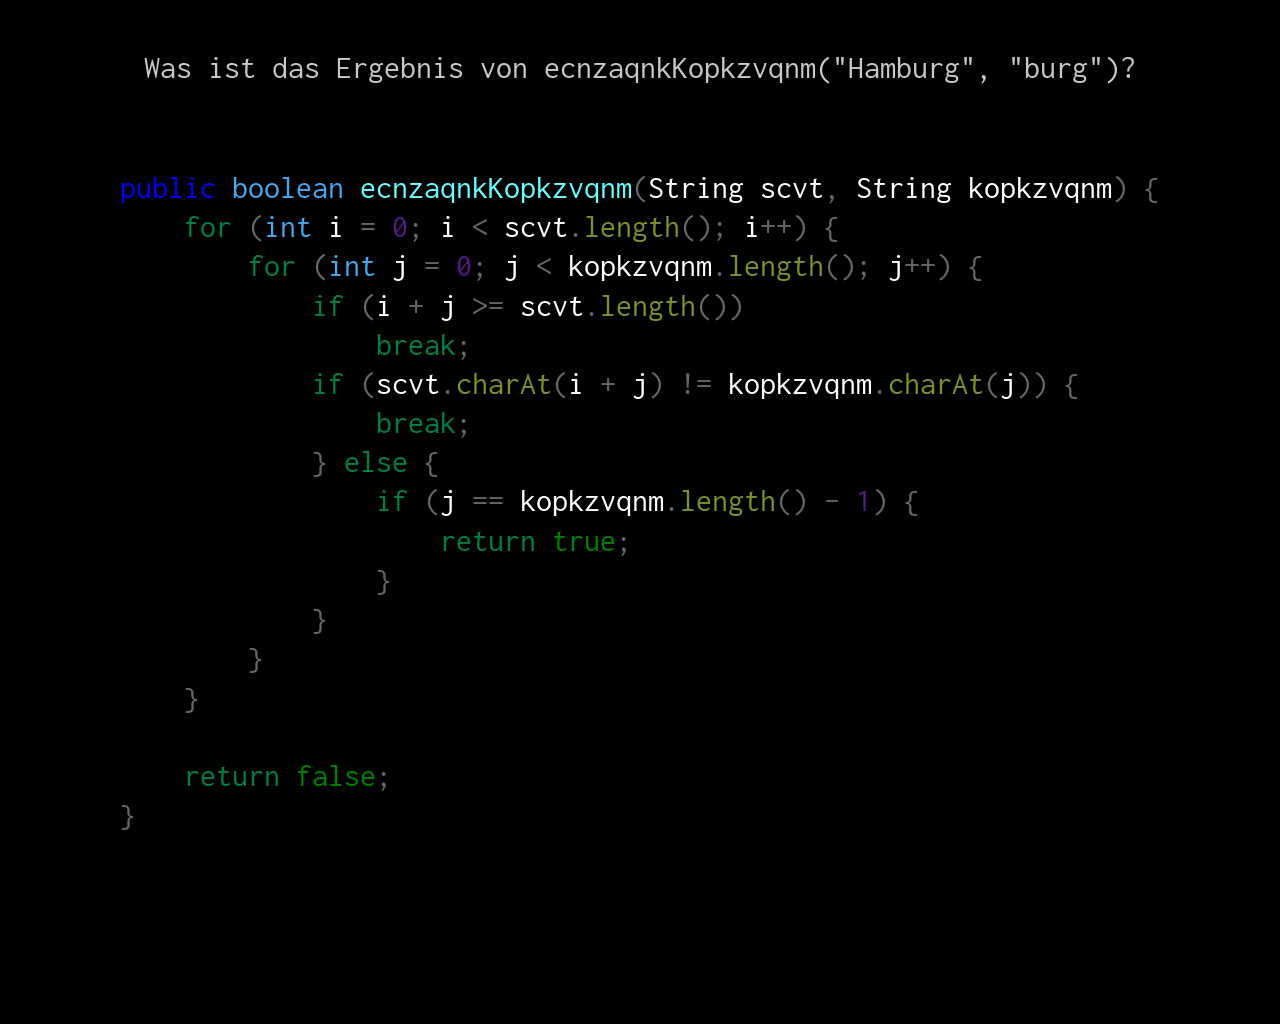 Was ist das Ergebnis von ecnzaqnkKopkzvqnm("Hamburg", "burg")?
public boolean ecnzaqnkKopkzvqnm(String scvt, String kopkzvqnm) {
    for (int i = 0; i < scvt.length(); i++) {
        for (int j = 0; j < kopkzvqnm.length(); j++) {
            if (i + j >= scvt.length())
                break;
            if (scvt.charAt(i + j) != kopkzvqnm.charAt(j)) {
                break;
            } else {
                if (j == kopkzvqnm.length() - 1) {
                    return true;
                }
            }
        }
    }
    return false;
}